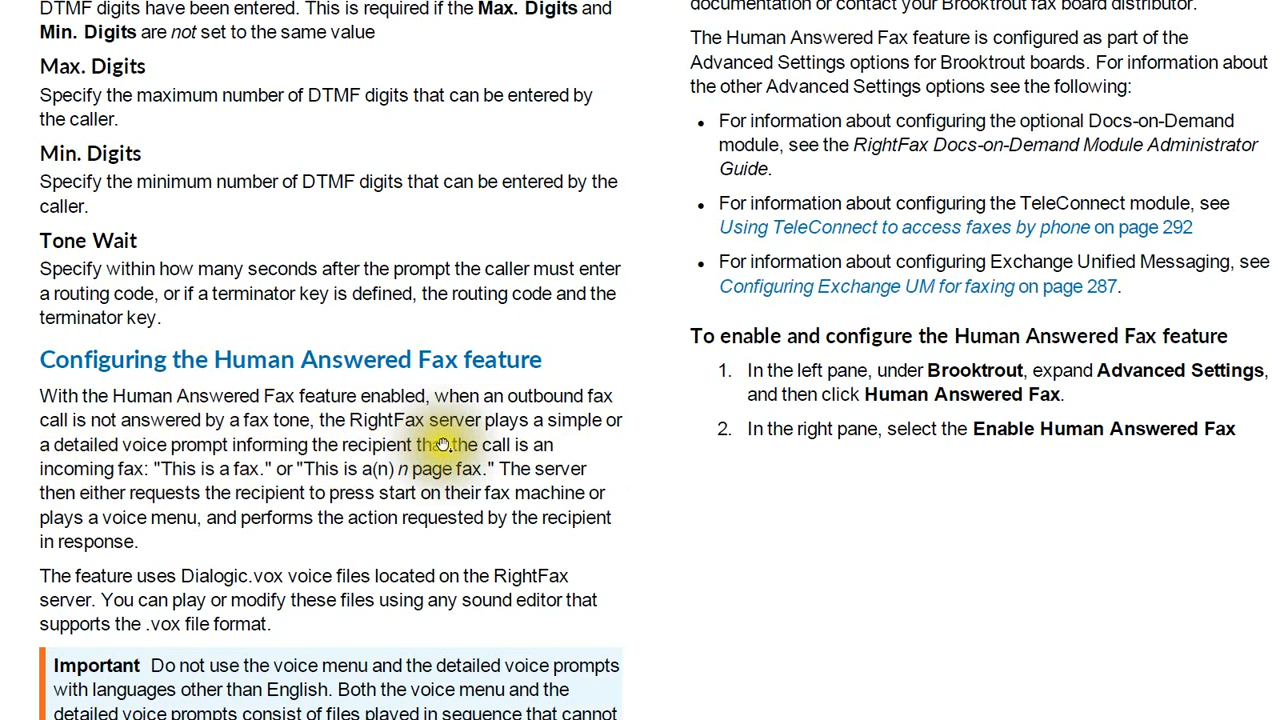 DTMF digits have been entered. This is required if the Max. Digits and
Min. Digits are not set to the same value
Max. Digits
Specify the maximum number of DTMF digits that can be entered by
the caller.
Min. Digits
Specify the minimum number of DTMF digits that can be entered by the
caller.
Tone Wait
Specify within how many seconds after the prompt the caller must enter
a routing code, or if a terminator key is defined, the routing code and the
terminator key.
Configuring the Human Answered Fax feature
With the Human Answered Fax feature enabled, when an outbound fax
call is not answered by a fax tone, the RightFax server plays a simple or
a detailed voice prompt informing the recipient that the call is an
incoming fax: "This is a fax." or "This is a(n) n page fax." The server
then either requests the recipient to press start on their fax machine or
plays a voice menu, and performs the action requested by the recipient
in response.
The feature uses Dialogic.vox voice files located on the RightFax
server. You can play or modify these files using any sound editor that
supports the .vox file format.
Important Do not use the voice menu and the detailed voice prompts
with languages other than English. Both the voice menu and the
detailed voice prompts consist of files played in sequence that cannot
documentation or contact your Brooktrout fax board distributor.
The Human Answered Fax feature is configured as part of the
Advanced Settings options for Brooktrout boards. For information about
the other Advanced Settings options see the following:
• For information about configuring the optional Docs-on-Demand
module, see the RightFax Docs-on-Demand Module Administrator
Guide.
• For information about configuring the TeleConnect module, see
Using TeleConnect to access faxes by phone on page 292
• For information about configuring Exchange Unified Messaging, see
Configuring Exchange UM for faxing on page 287.
To enable and configure the Human Answered Fax feature
1. In the left pane, under Brooktrout, expand Advanced Settings,
and then click Human Answered Fax.
2. In the right pane, select the Enable Human Answered Fax